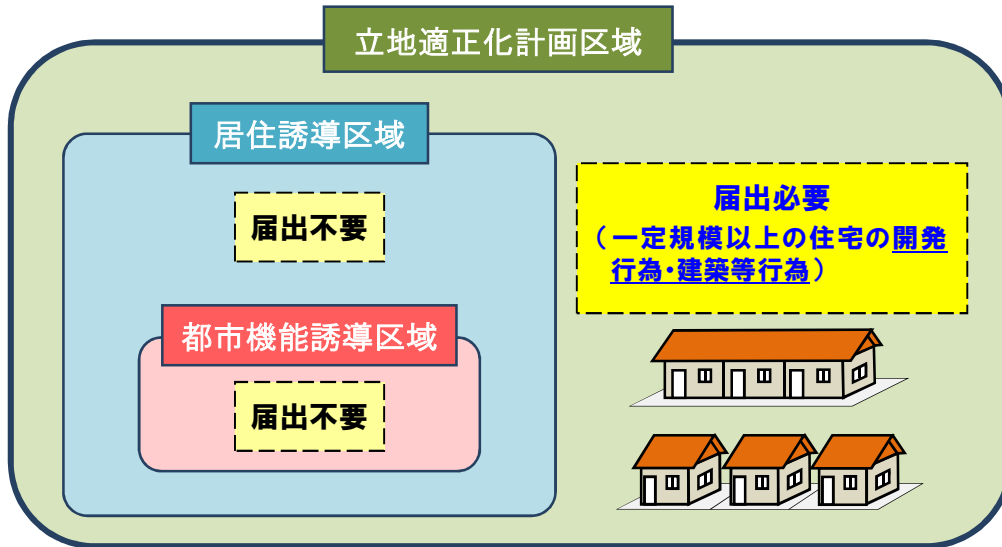 立地適正化計画区域
居住誘導区域
届出不要
届出必要
（一定規模以上の住宅の開発
行為・建築等行為）
都市機能誘導区域
届出不要